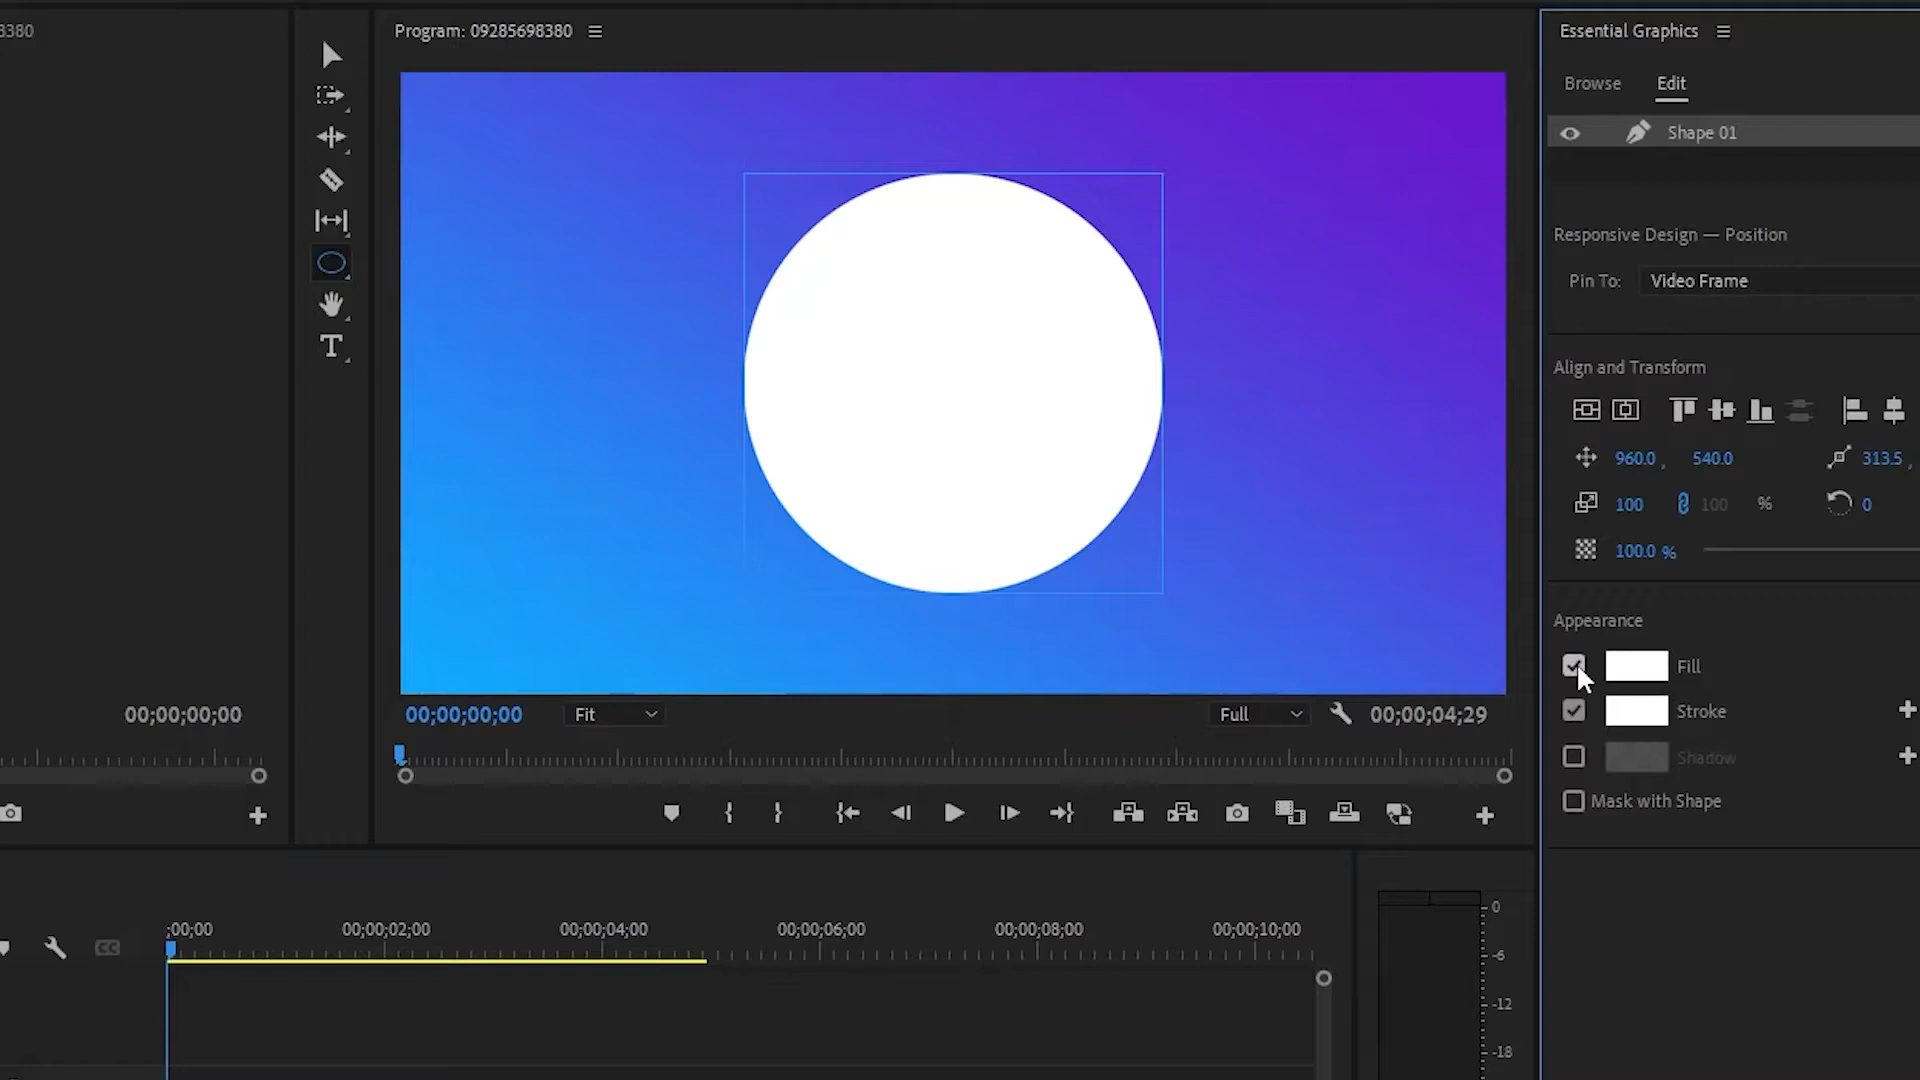 8380
Program: 09285698380
Essential Graphics
Browse
Edit
Shape 01
Responsive Design — Position
Pin To:
Video Frame
Align and Transform
960.0 ,
540.0
313.5 ,
100
100
%
0
100.0 %
Appearance
Fill
Stroke
Shadow
Mask with Shape
00;00;00;00
00;00;00;00
Fit
Full
00;00;04;29
T
CC
;00;00
00;00;02;00
00;00;04;00
00;00;06;00
00;00;08;00
00;00;10;00
0
-6
-12
-18